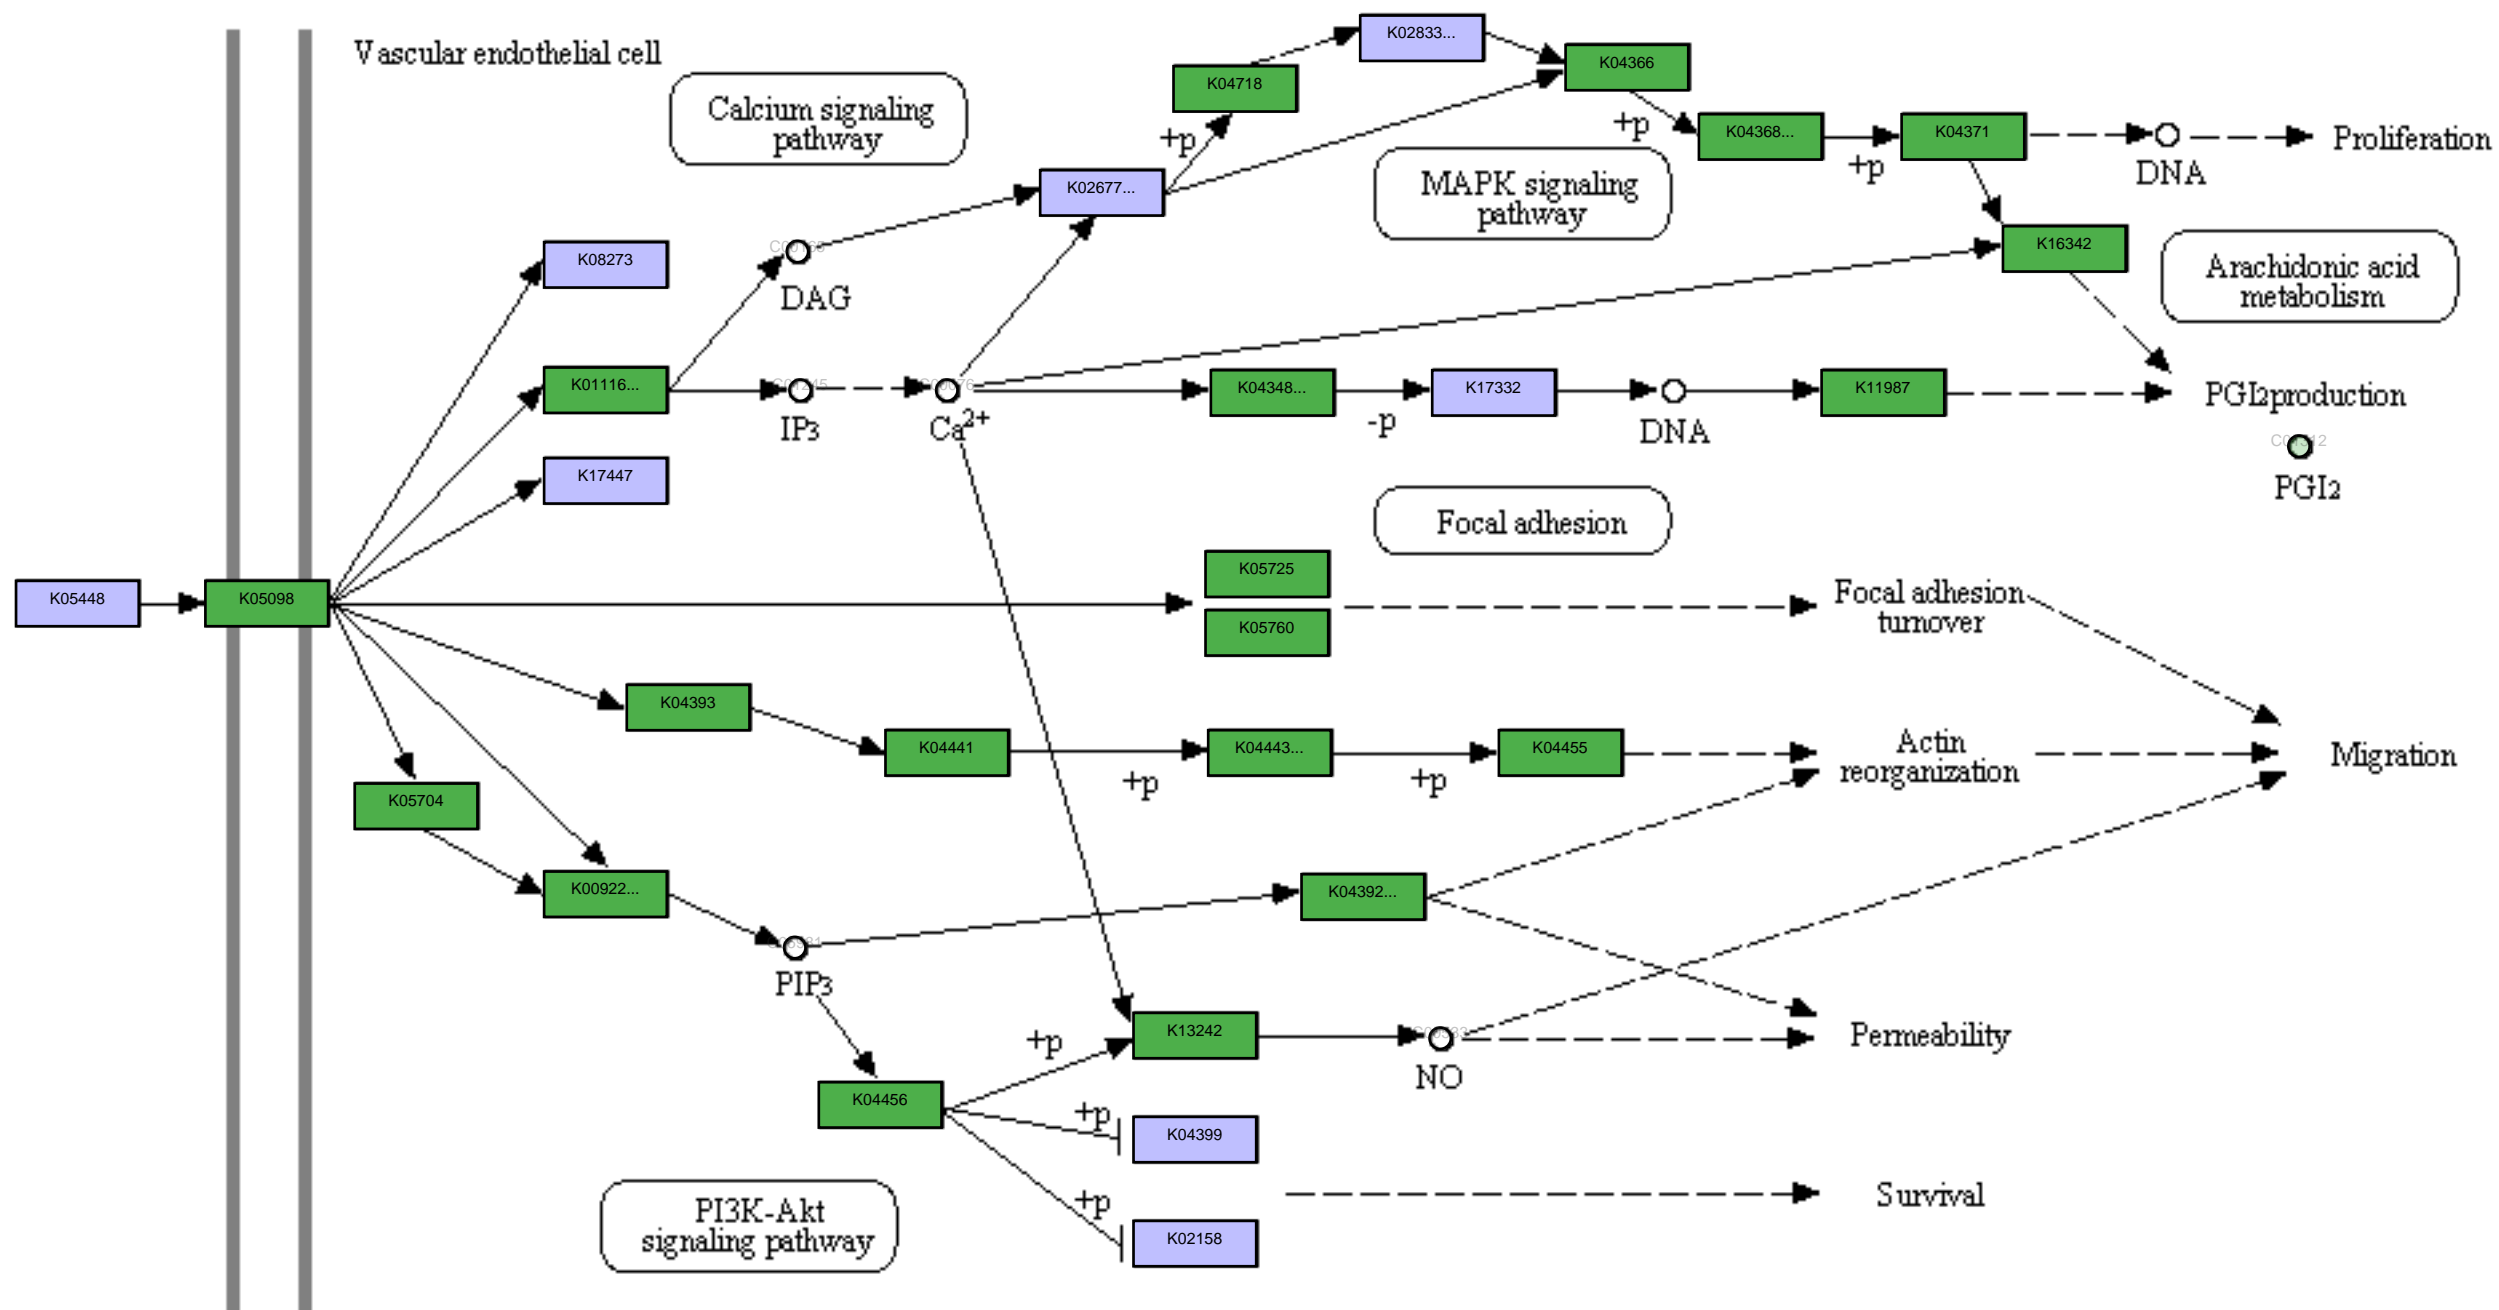 Vascular endothelial cell
K02833...
K04366
K04718
Calcium signaling
pathway
+p
+p
K04368...
K04371
Proliferation
+p
DNA
K02677...
MAPK signaling
pathway
K08273
DAG
K16342
Arachidonic acid
metabolism
K01116...
IP3
Ca2+
K04348...
-p
K17332
DNA
K11987
PGI2production
PGI2
K17447
Focal adhesion
K05448
K05098
K05725
K05760
Focal adhesion
turnover
K04393
K04441
+p
K04443...
+p
K04455
Actin
reorganization
Migration
K05704
K00922...
K04392...
PIP3
+p
K13242
NO
Permeability
K04456
+p
K04399
+p
K02158
Survival
PI3K-Akt
signaling pathway